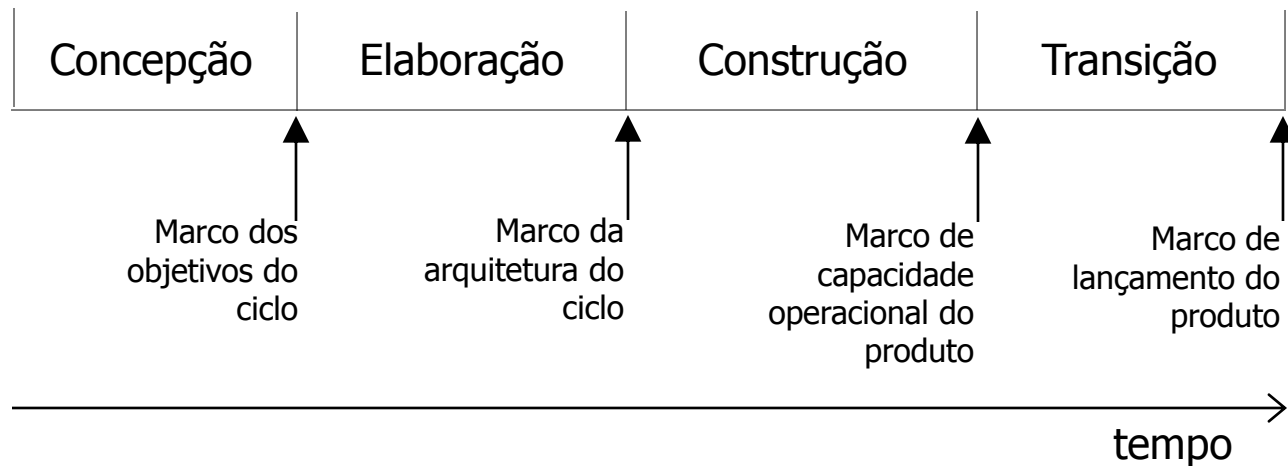 Concepção
Elaboração
Construção
Transição
Marco dos
objetivos do
ciclo
Marco da
arquitetura do
ciclo
Marco de
capacidade
operacional do
produto
Marco de
lançamento do
produto
tempo